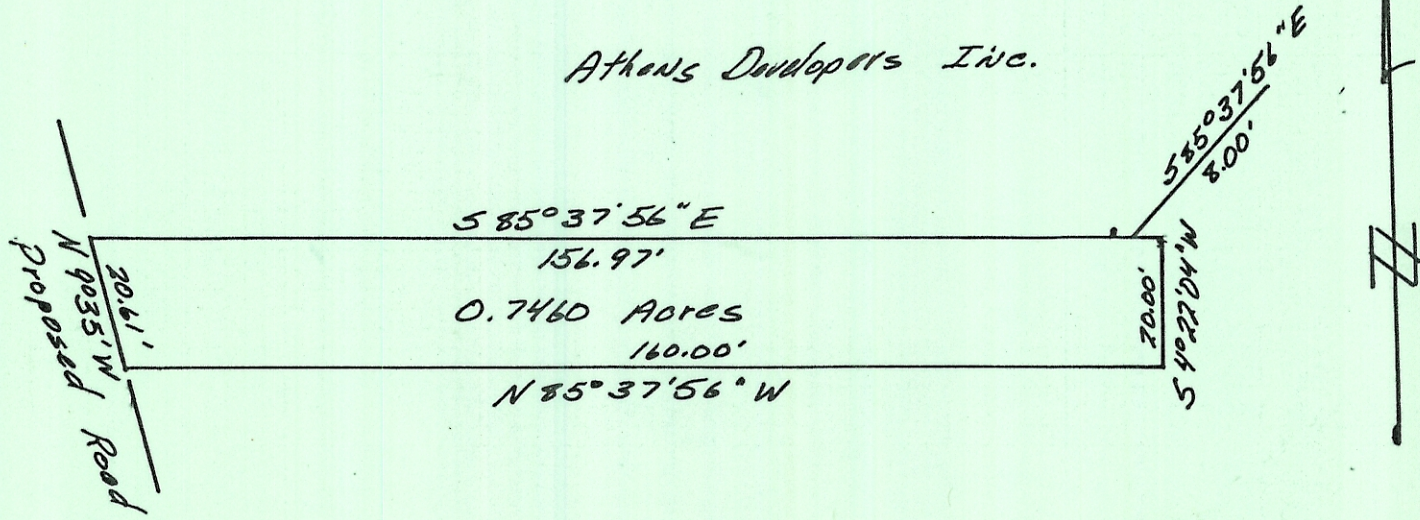 Athens Developers Inc.
S 85° 37' 56" E
8.00'
S 85° 37' 56" E
156.97'
0.7460 Acres
160.00'
N 85° 37' 56" W
20.61'
N 9°35' W
Proposed Road
20.00'
S 4°22'04" W